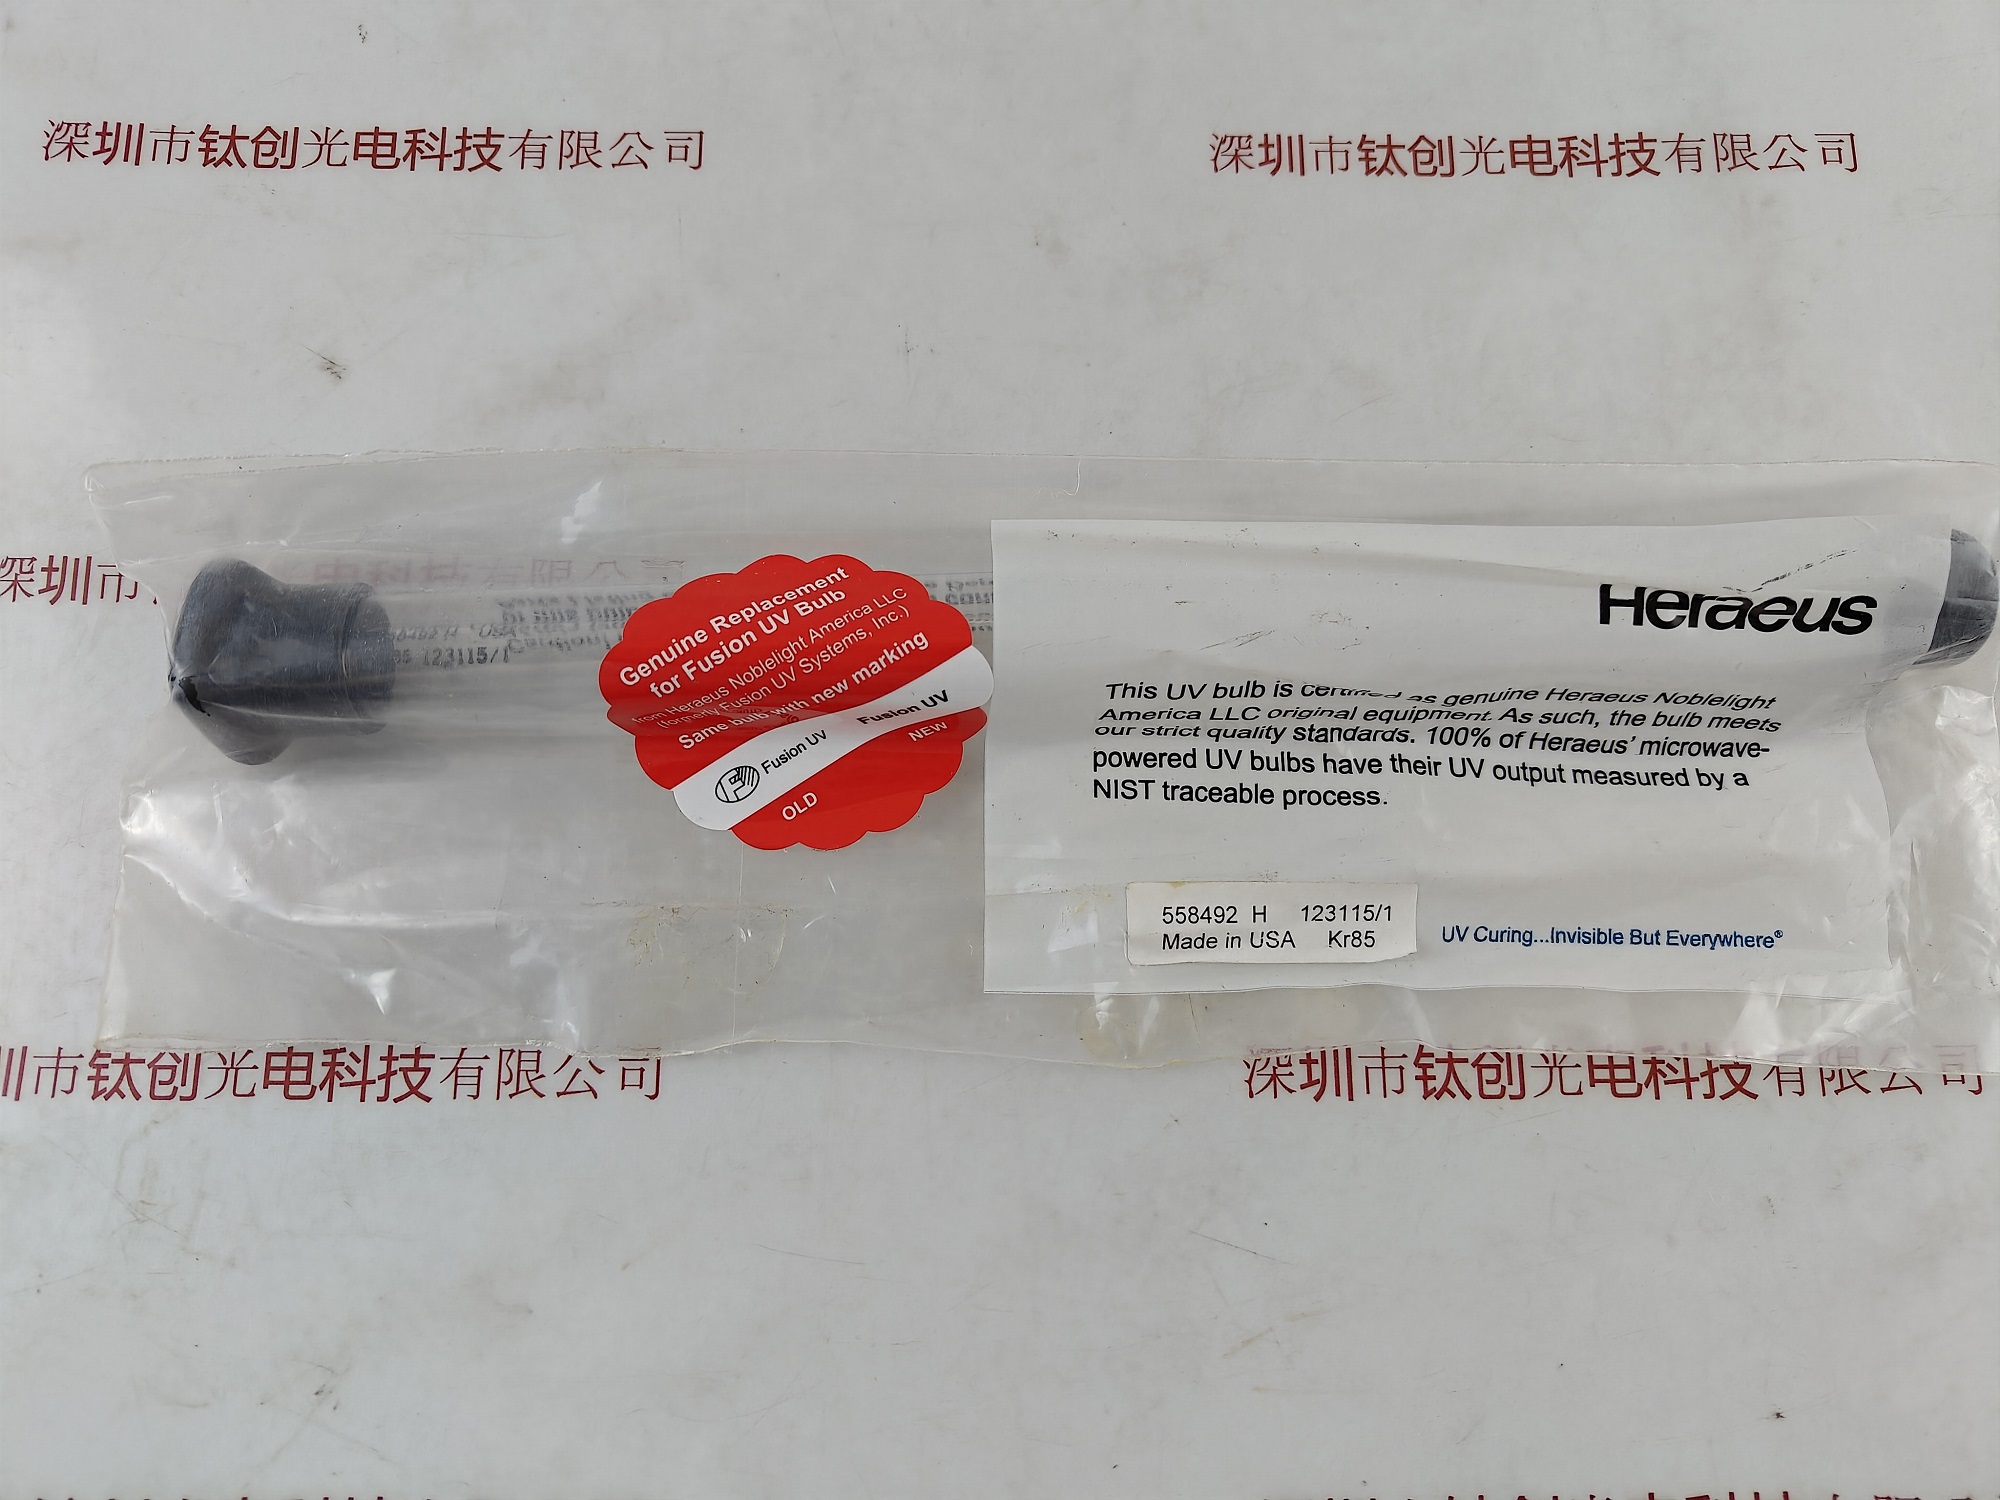 深圳市钛创光电科技有限公司
深圳市钛创光电科技有限公司
深圳市
123115/1
Genuine Replacement
for Fusion UV Bulb
from Heraeus Noblelight America LLC
(formerly Fusion UV Systems, Inc.)
Same bulb with new marking
Fusion UV
Fusion UV
NEW
OLD
Heraeus
This UV bulb is certified as genuine Heraeus Noblelight
America LLC original equipment. As such, the bulb meets
our strict quality standards. 100% of Heraeus' microwave-
powered UV bulbs have their UV output measured by a
NIST traceable process.
558492 H 123115/1
Made in USA Kr85
UV Curing...Invisible But Everywhere®
圳市钛创光电科技有限公司
深圳市钛创光电科技有限公司